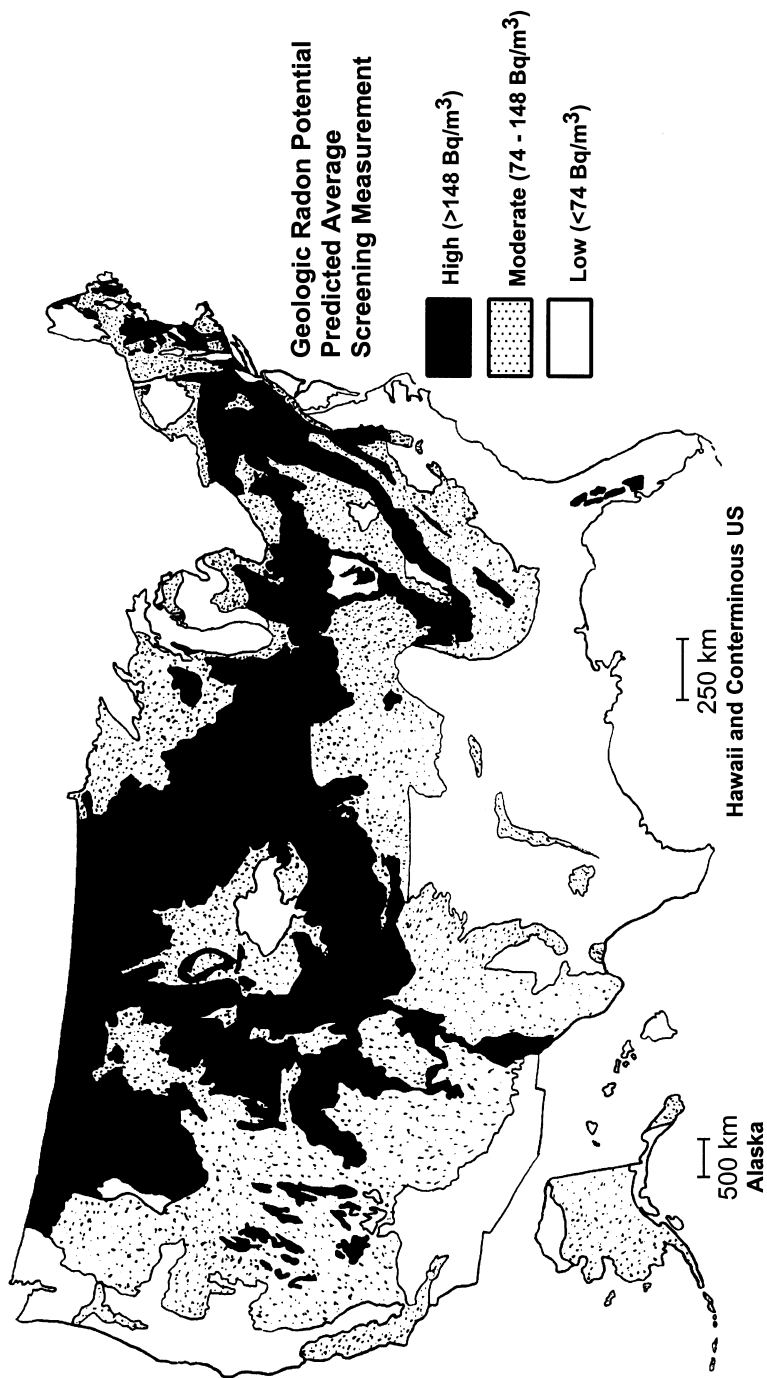 Geologic Radon Potential
Predicted Average
Screening Measurement
High (>148 Bq/m³)
Moderate (74 - 148 Bq/m³)
Low (<74 Bq/m³)
250 km
Hawaii and Conterminous US
500 km
Alaska